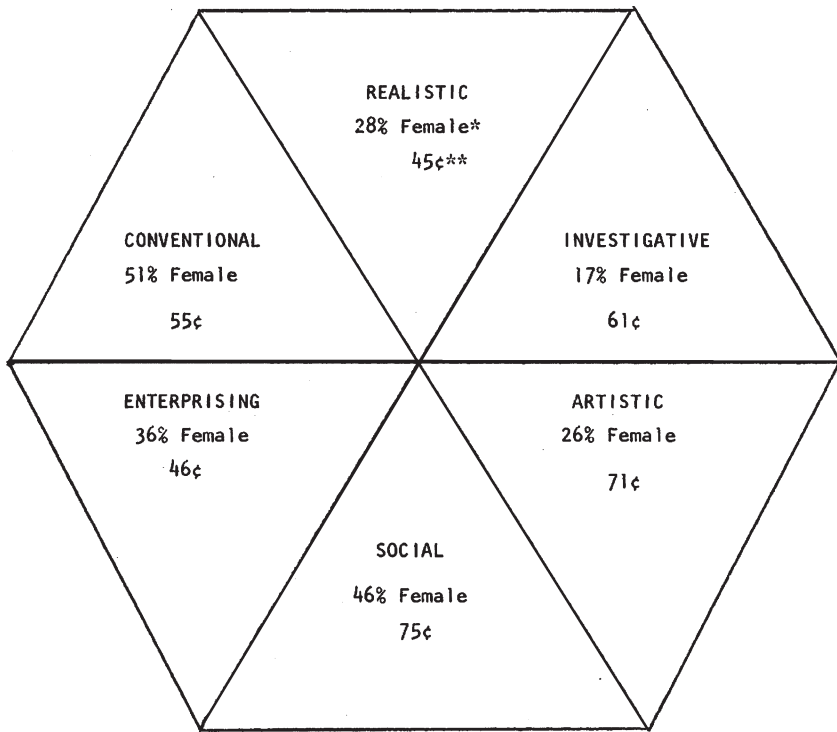 REALISTIC
28% Female*
45¢**
CONVENTIONAL
51% Female
55¢
INVESTIGATIVE
17% Female
61¢
ENTERPRISING
36% Female
46¢
ARTISTIC
26% Female
71¢
SOCIAL
46% Female
75¢